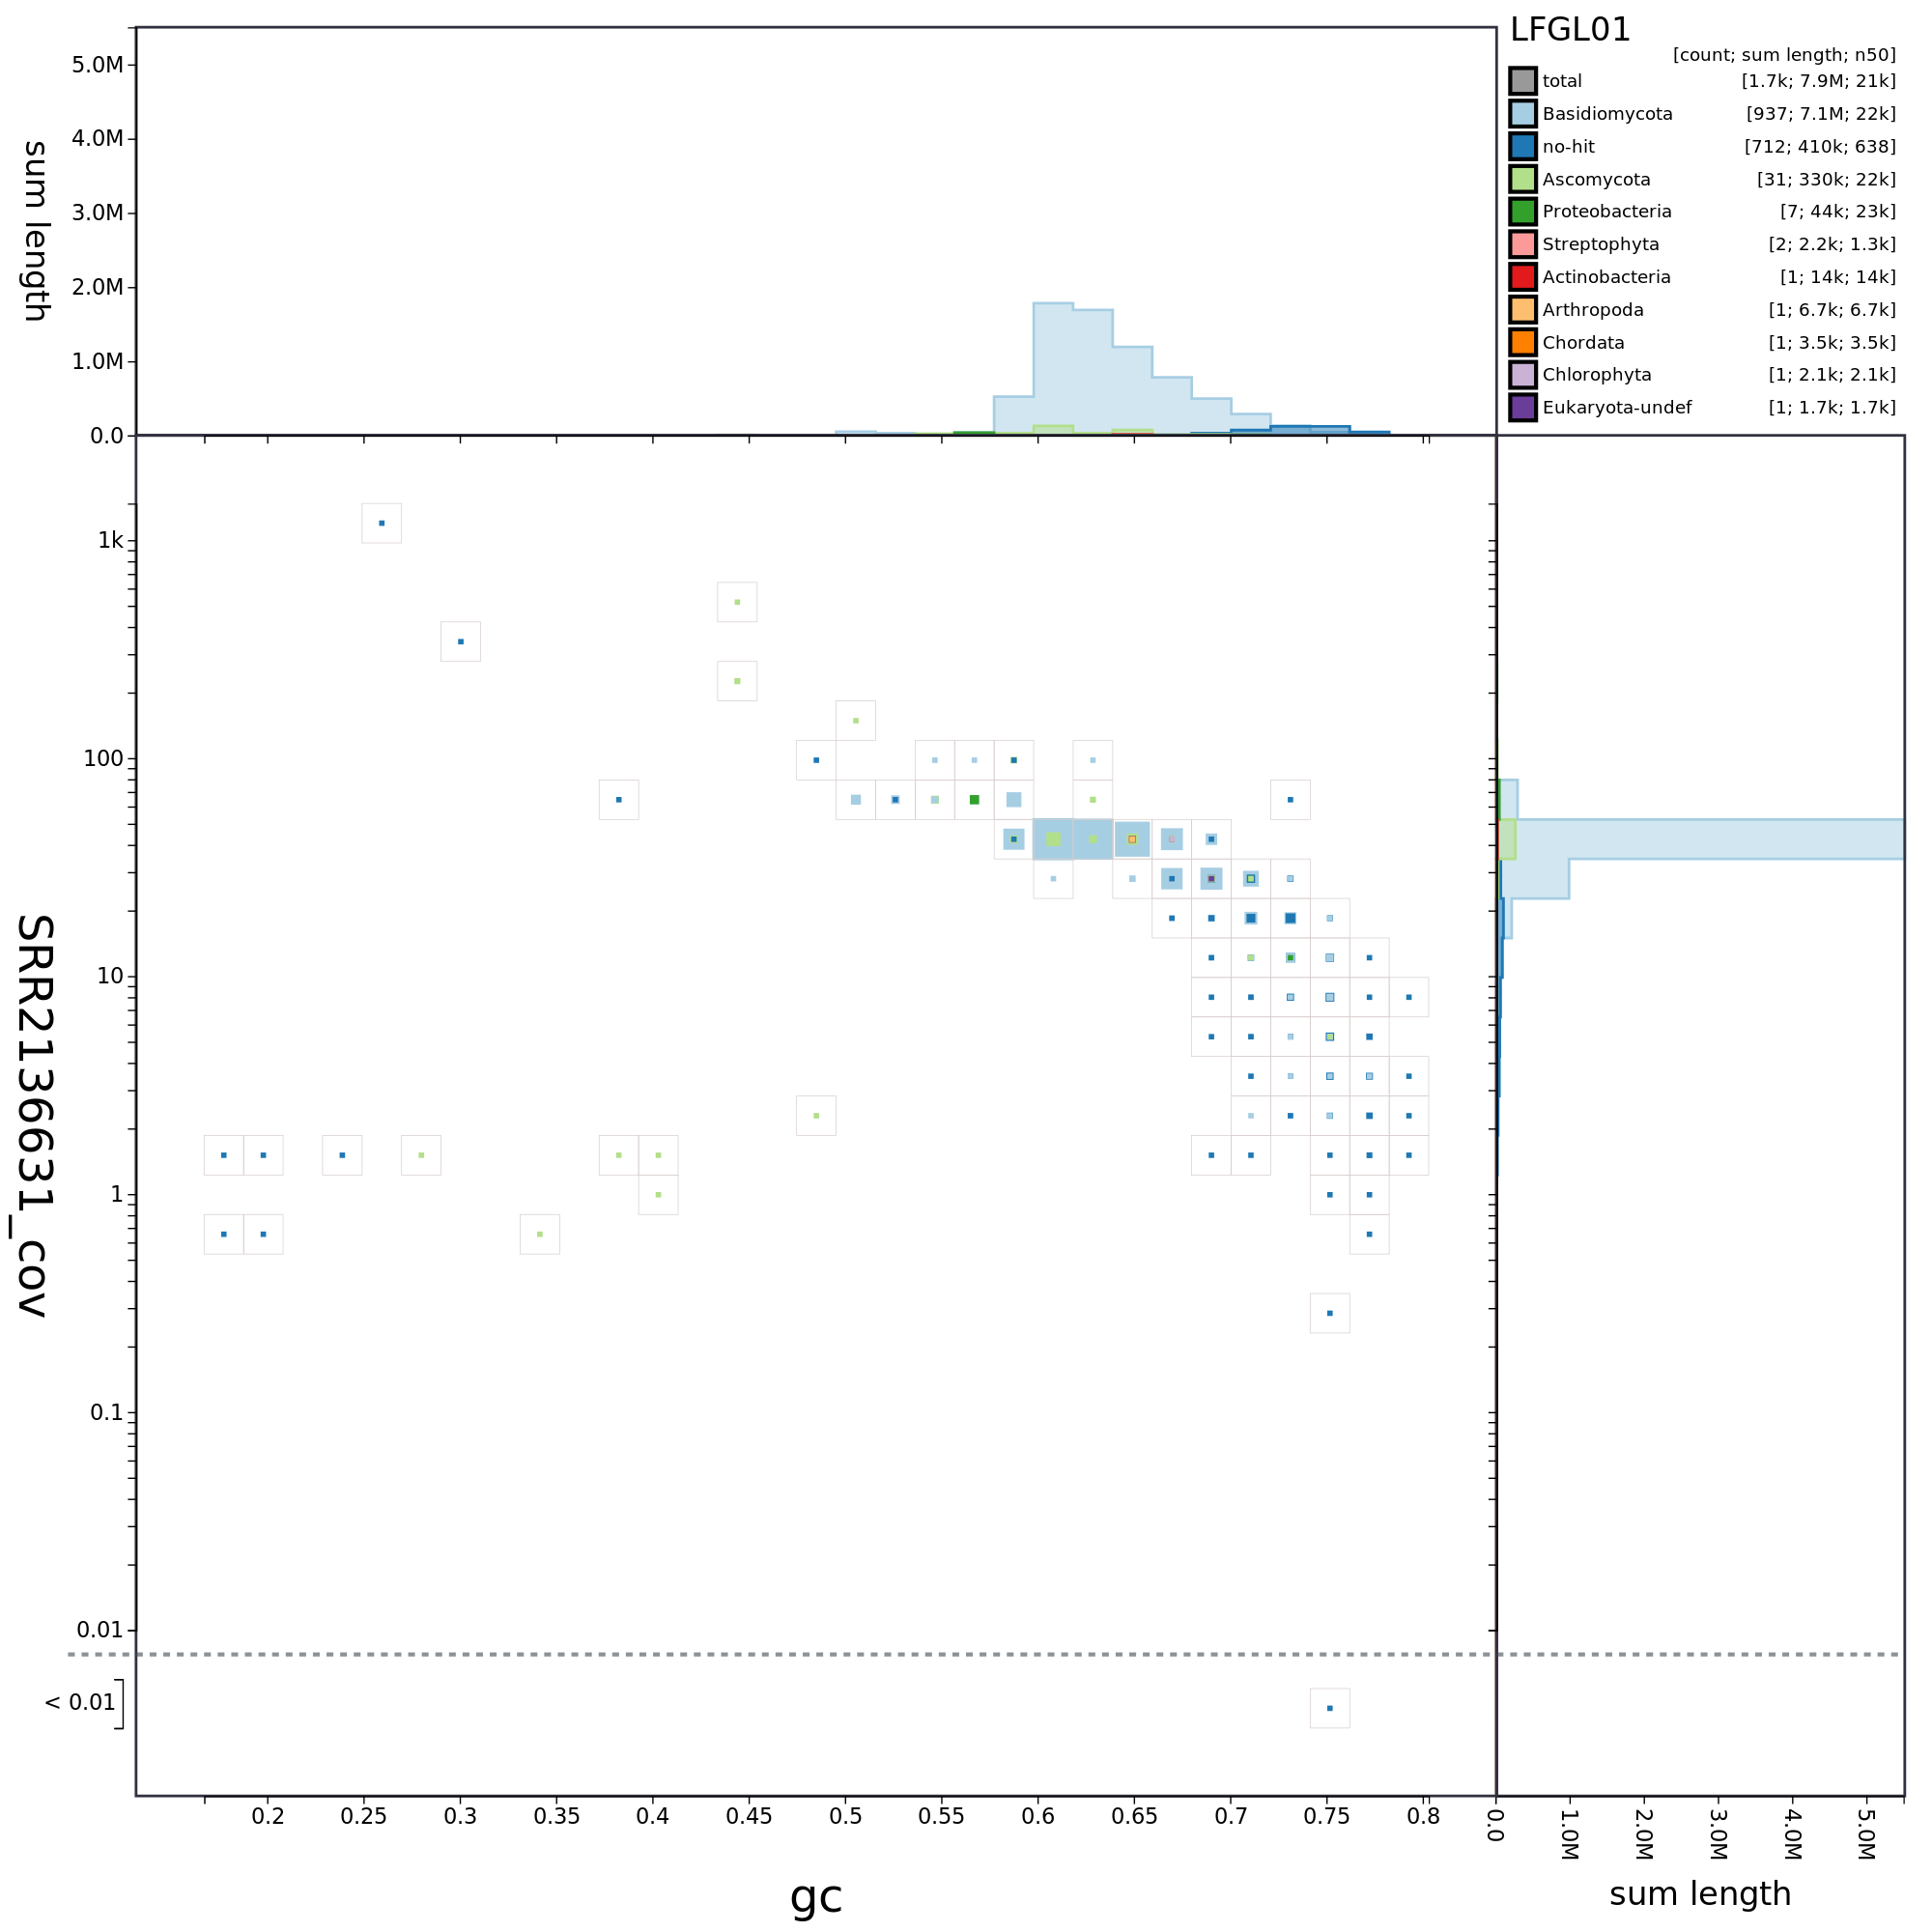 LFGL01
[count; sum length; n50]
total [1.7k; 7.9M; 21k]
Basidiomycota [937; 7.1M; 22k]
no-hit [712; 410k; 638]
Ascomycota [31; 330k; 22k]
Proteobacteria [7; 44k; 23k]
Streptophyta [2; 2.2k; 1.3k]
Actinobacteria [1; 14k; 14k]
Arthropoda [1; 6.7k; 6.7k]
Chordata [1; 3.5k; 3.5k]
Chlorophyta [1; 2.1k; 2.1k]
Eukaryota-undef [1; 1.7k; 1.7k]
sum length
5.0M
4.0M
3.0M
2.0M
1.0M
0.0
SRR2136631_cov
1k
100
10
1
0.1
0.01
< 0.01
0.2 0.25 0.3 0.35 0.4 0.45 0.5 0.55 0.6 0.65 0.7 0.75 0.8
gc
0.0 1.0M 2.0M 3.0M 4.0M 5.0M
sum length